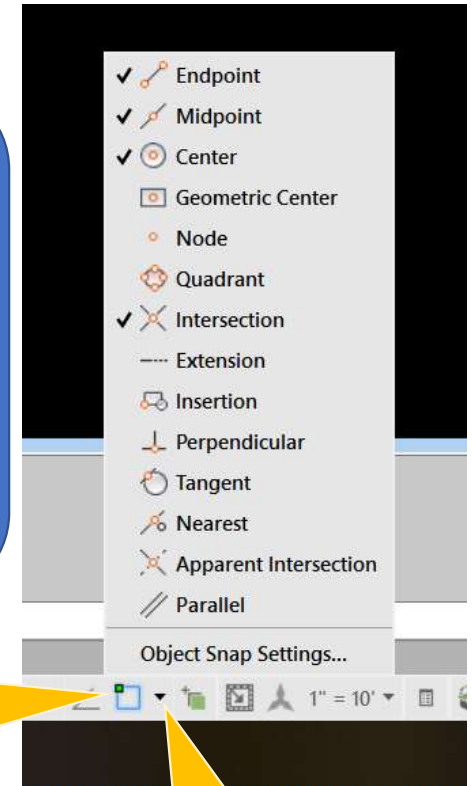 Endpoint
Midpoint
Center
Geometric Center
Node
Quadrant
Intersection
Extension
Insertion
Perpendicular
Tangent
Nearest
Apparent Intersection
Parallel
Object Snap Settings...
1" = 10'